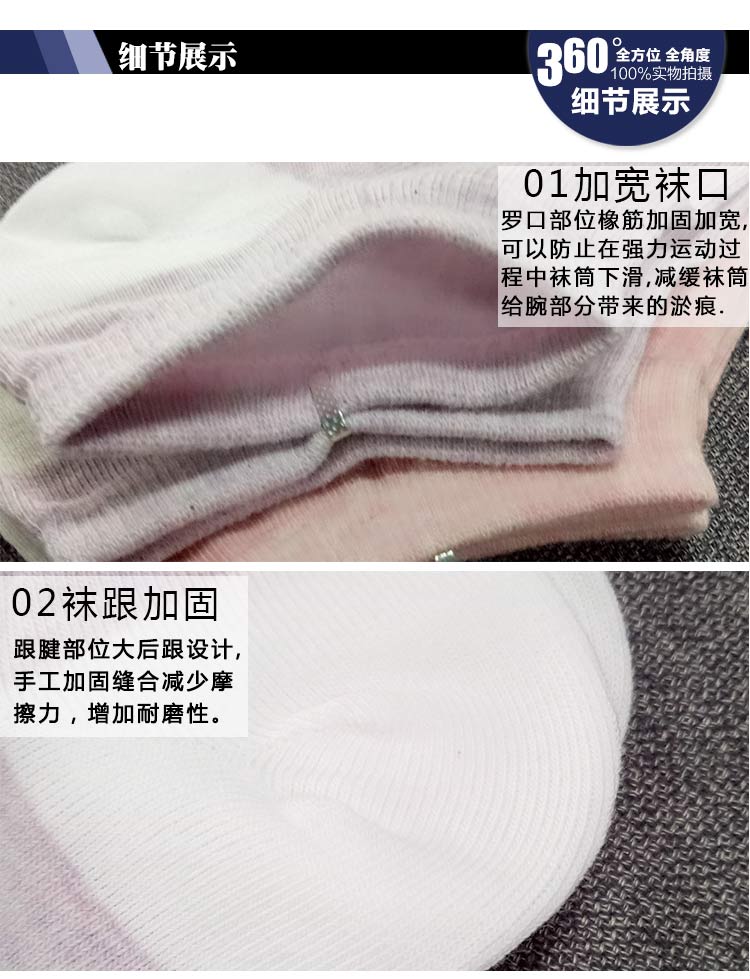 细节展示
360°全方位 全角度
100%实物拍摄
细节展示
01加宽袜口
罗口部位橡筋加固加宽,
可以防止在强力运动过
程中袜筒下滑,减缓袜筒
给腕部分带来的淤痕.
02袜跟加固
跟腱部位大后跟设计,
手工加固缝合减少摩
擦力，增加耐磨性。